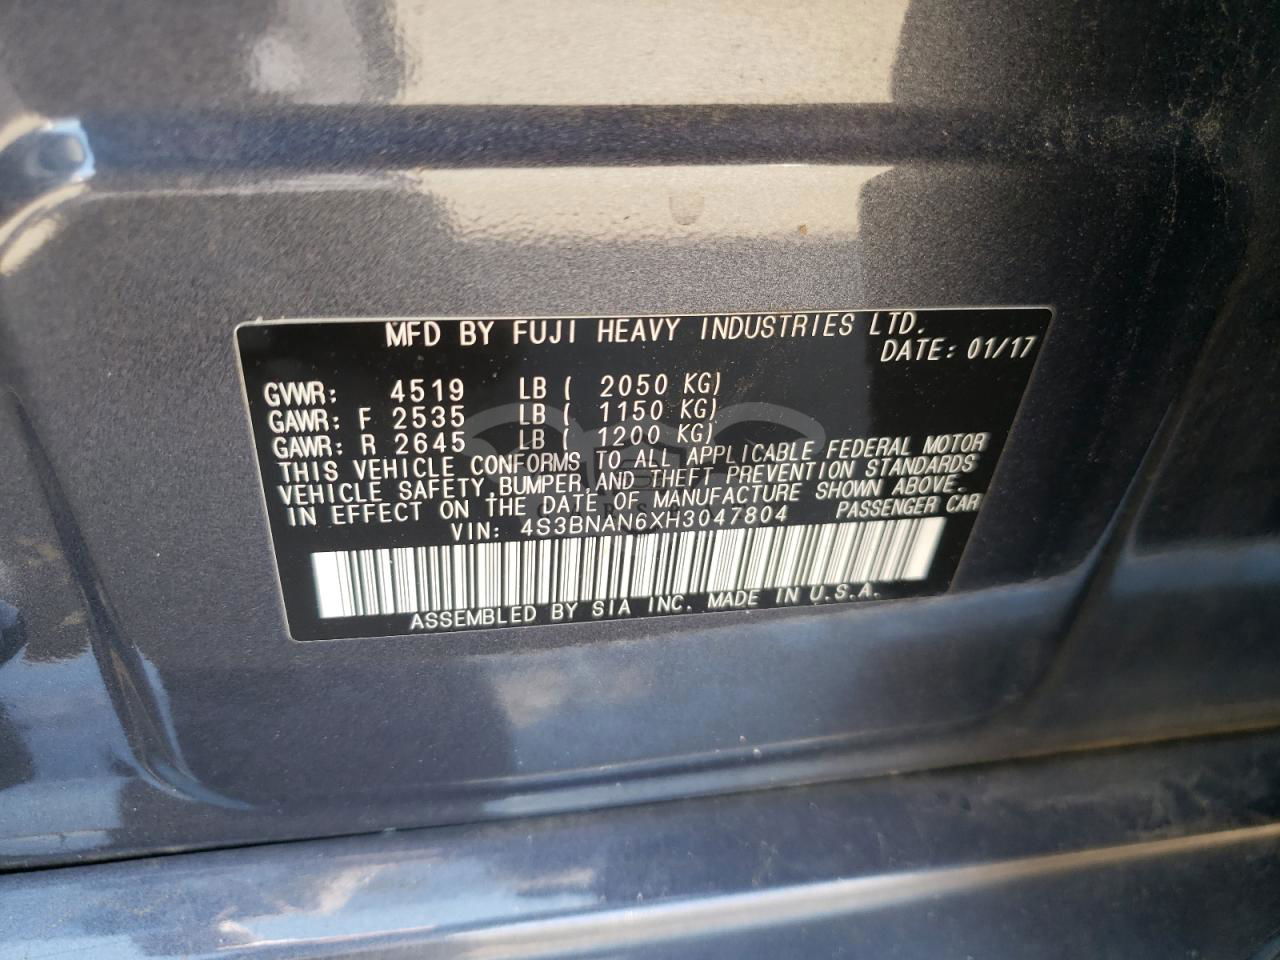 MFD BY FUJI HEAVY INDUSTRIES LTD.
DATE: 01/17
GVWR: 4519 LB ( 2050 KG)
GAWR: F 2535 LB ( 1150 KG)
GAWR: R 2645 LB ( 1200 KG)
THIS VEHICLE CONFORMS TO ALL APPLICABLE FEDERAL MOTOR
VEHICLE SAFETY,BUMPER,AND THEFT PREVENTION STANDARDS
IN EFFECT ON THE DATE OF MANUFACTURE SHOWN ABOVE.
VIN: 4S3BNAN6XH3047804 PASSENGER CAR
ASSEMBLED BY SIA INC. MADE IN U.S.A.